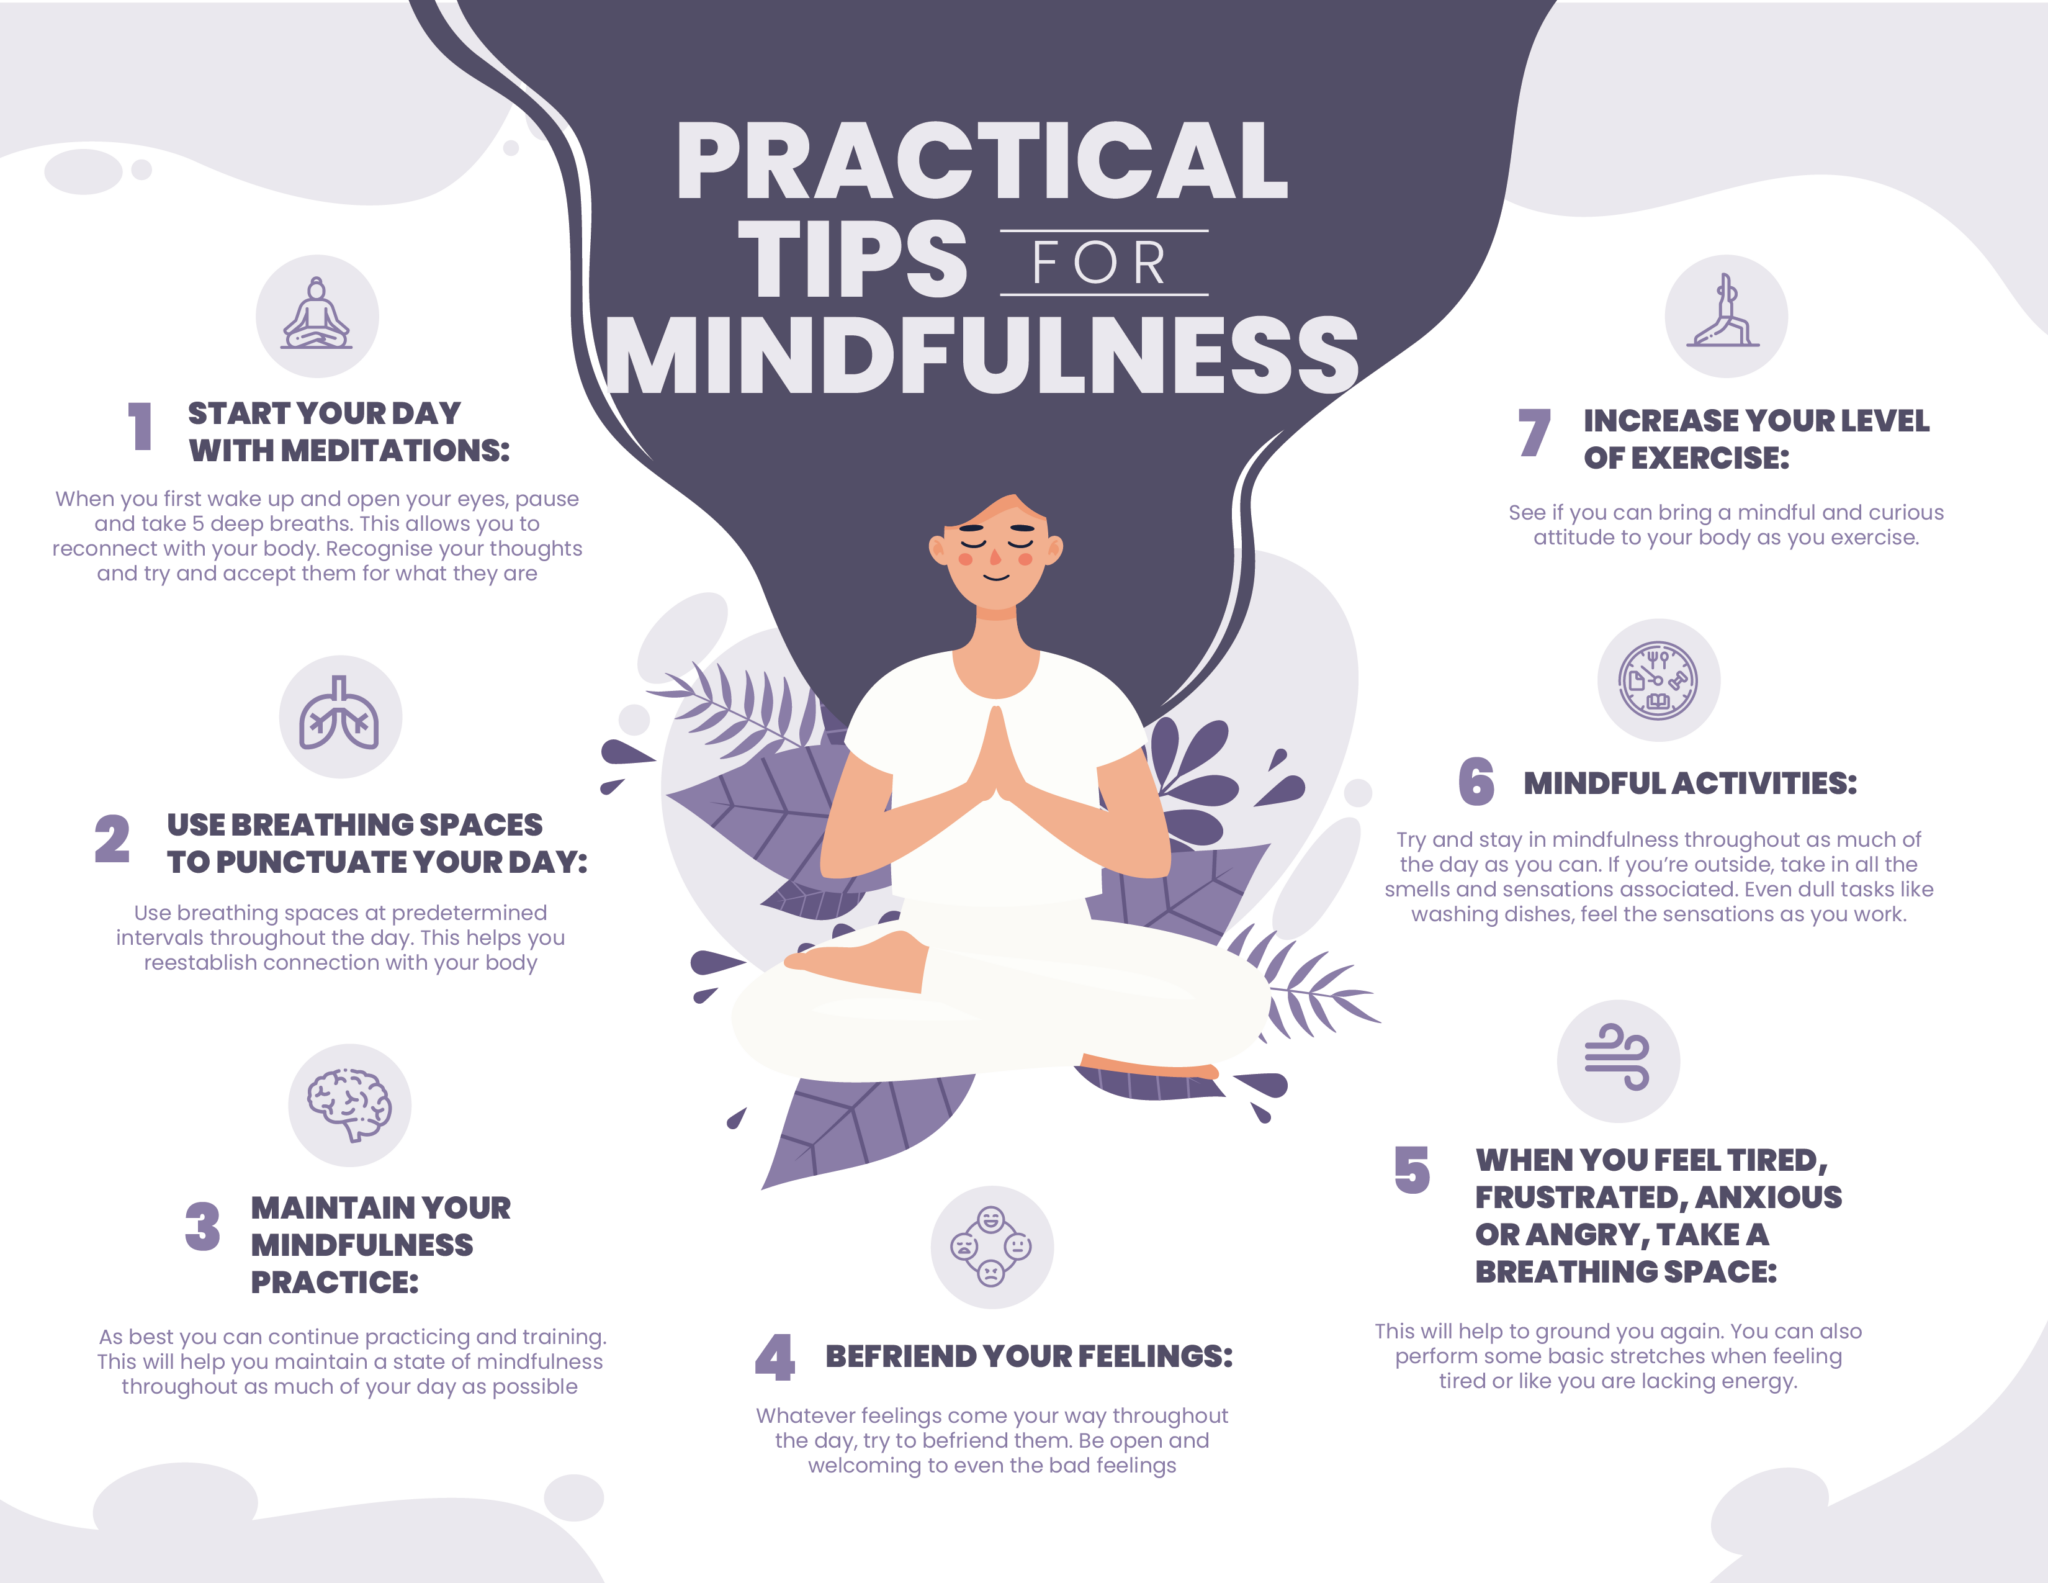 PRACTICAL
TIPS FOR
MINDFULNESS
1 START YOUR DAY
WITH MEDITATIONS:
When you first wake up and open your eyes, pause
and take 5 deep breaths. This allows you to
reconnect with your body. Recognise your thoughts
and try and accept them for what they are
2 USE BREATHING SPACES
TO PUNCTUATE YOUR DAY:
Use breathing spaces at predetermined
intervals throughout the day. This helps you
reestablish connection with your body
3 MAINTAIN YOUR
MINDFULNESS
PRACTICE:
As best you can continue practicing and training.
This will help you maintain a state of mindfulness
throughout as much of your day as possible
4 BEFRIEND YOUR FEELINGS:
Whatever feelings come your way throughout
the day, try to befriend them. Be open and
welcoming to even the bad feelings
5 WHEN YOU FEEL TIRED,
FRUSTRATED, ANXIOUS
OR ANGRY, TAKE A
BREATHING SPACE:
This will help to ground you again. You can also
perform some basic stretches when feeling
tired or like you are lacking energy.
6 MINDFUL ACTIVITIES:
Try and stay in mindfulness throughout as much of
the day as you can. If you're outside, take in all the
smells and sensations associated. Even dull tasks like
washing dishes, feel the sensations as you work.
7 INCREASE YOUR LEVEL
OF EXERCISE:
See if you can bring a mindful and curious
attitude to your body as you exercise.